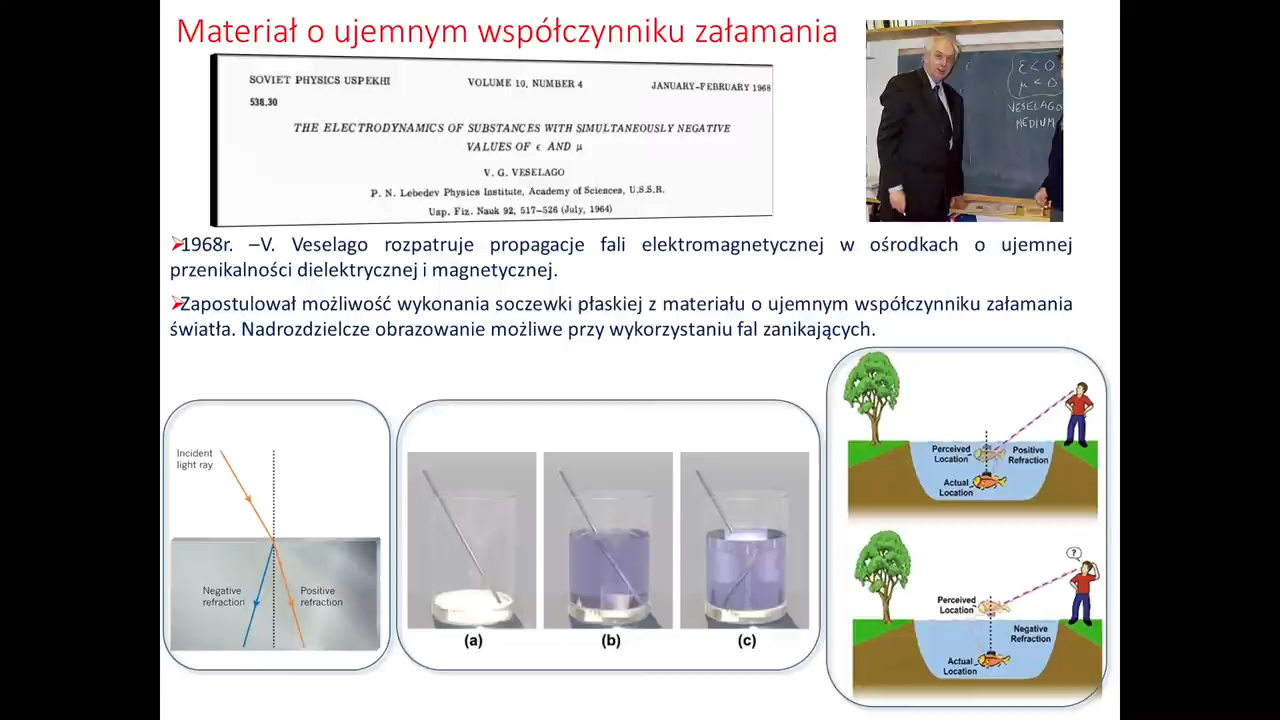 Materiał o ujemnym współczynniku załamania
SOVIET PHYSICS USPEKHI VOLUME 10, NUMBER 4 JANUARY-FEBRUARY 1968
538.30
THE ELECTRODYNAMICS OF SUBSTANCES WITH SIMULTANEOUSLY NEGATIVE
VALUES OF ε AND μ
V. G. VESELAGO
P. N. Lebedev Physics Institute, Academy of Sciences, U.S.S.R.
Usp. Fiz. Nauk 92, 517-526 (July, 1964)
ε < 0
μ < 0
VESELAGO
MEDIUM
➢1968r. –V. Veselago rozpatruje propagacje fali elektromagnetycznej w ośrodkach o ujemnej
przenikalności dielektrycznej i magnetycznej.
➢Zapostulował możliwość wykonania soczewki płaskiej z materiału o ujemnym współczynniku załamania
światła. Nadrozdzielcze obrazowanie możliwe przy wykorzystaniu fal zanikających.
Incident
light ray
Negative
refraction
Positive
refraction
(a) (b) (c)
Perceived
Location
Positive
Refraction
Actual
Location
?
Perceived
Location
Negative
Refraction
Actual
Location